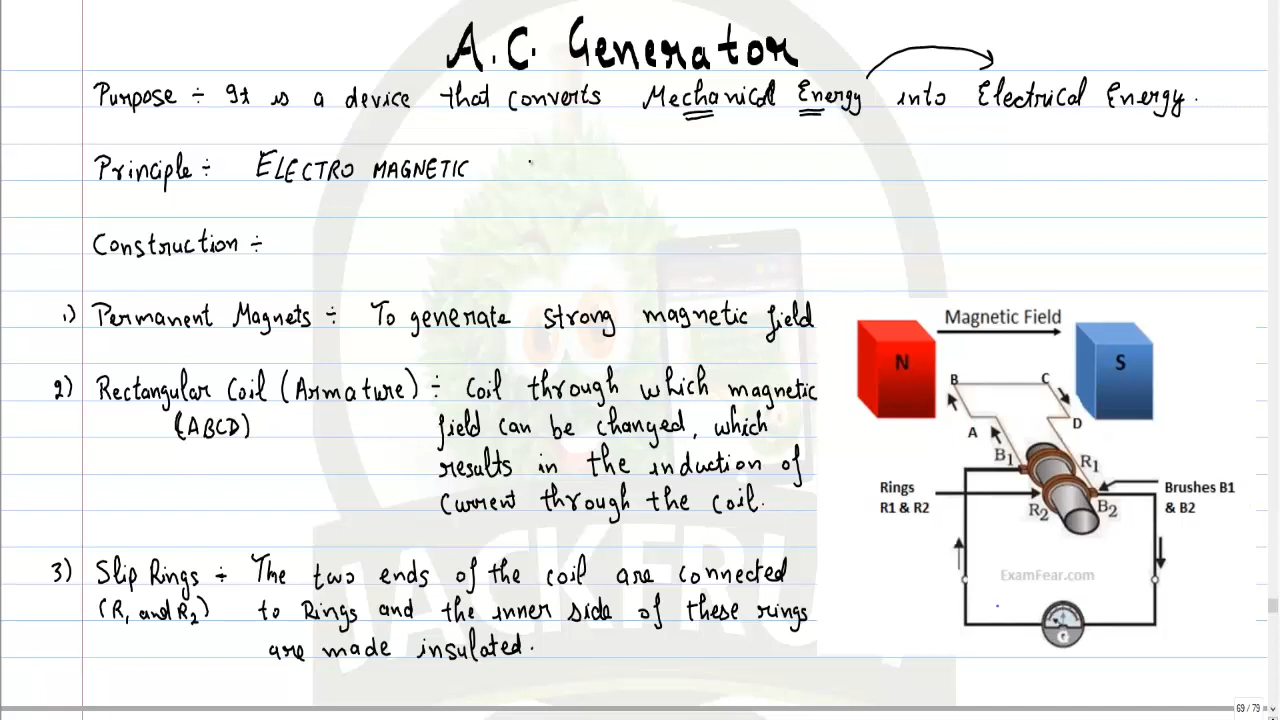 A.C. Generator
Purpose ÷ It is a device that converts Mechanical Energy into Electrical Energy.
Principle ÷ ELECTRO MAGNETIC
Construction ÷
1) Permanent Magnets ÷ To generate strong magnetic field
2) Rectangular Coil (Armature) ÷ Coil through which magnetic
(ABCD) field can be changed, which
results in the induction of
current through the coil.
3) Slip Rings ÷ The two ends of the coil are connected
(R1 and R2) to Rings and the inner side of these rings
are made insulated.
Magnetic Field
N
S
B
C
A
D
B1
R1
Rings
R1 & R2
R2
B2
Brushes B1
& B2
ExamFear.com
G
HACKFRU
69 / 79